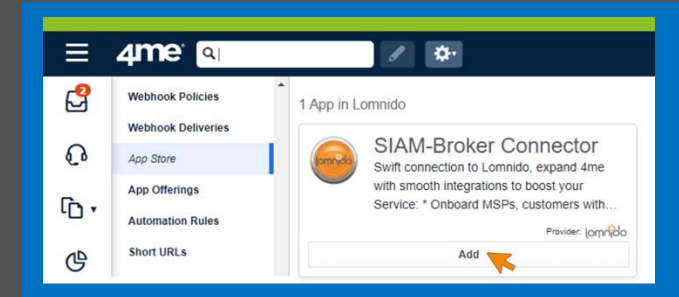 4me
2
Webhook Policies
Webhook Deliveries
App Store
App Offerings
Automation Rules
Short URLs
1 App in Lomnido
lomnido
SIAM-Broker Connector
Swift connection to Lomnido, expand 4me
with smooth integrations to boost your
Service: * Onboard MSPs, customers with...
Provider: lomnido
Add